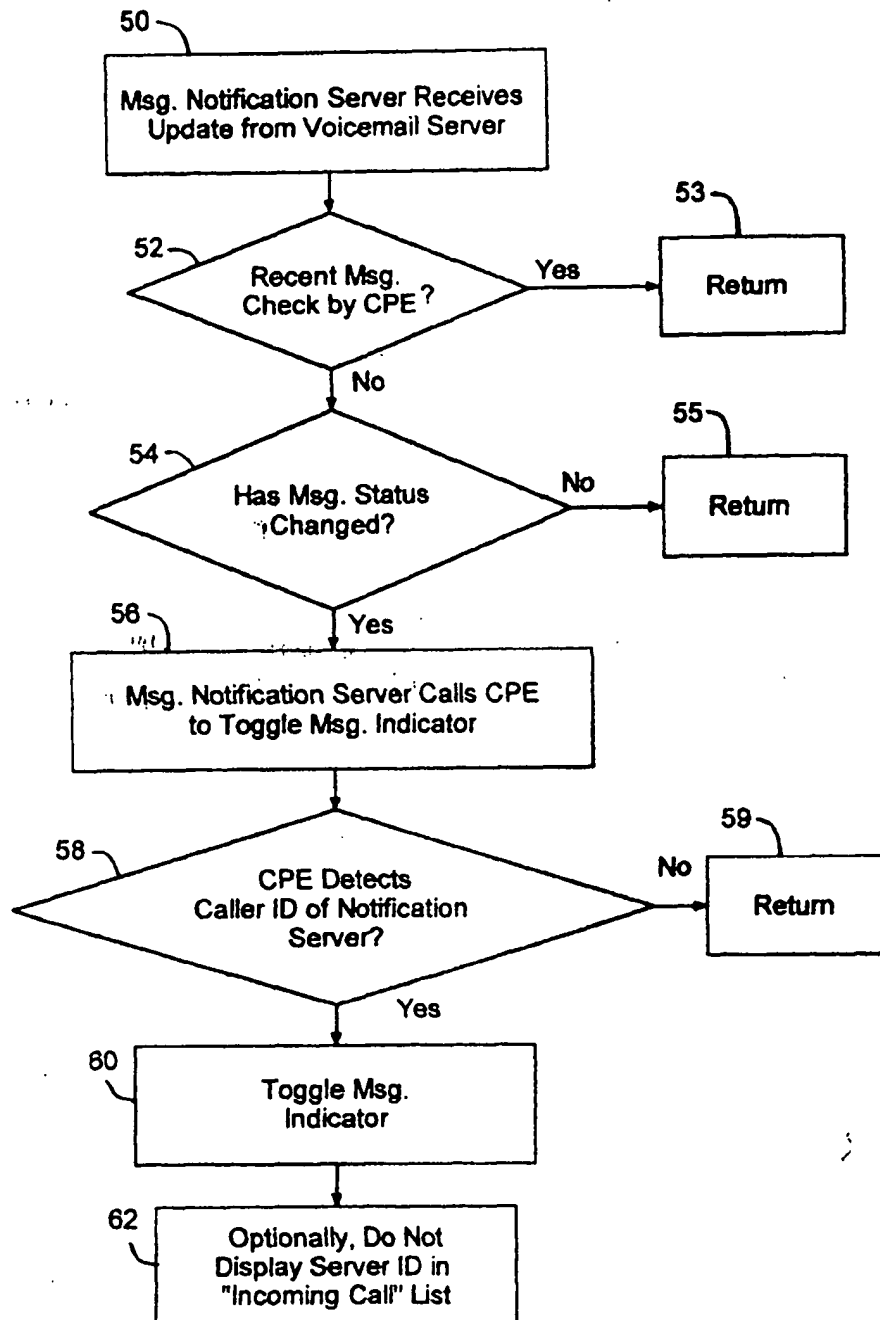 50
Msg. Notification Server Receives
Update from Voicemail Server
52
Recent Msg.
Check by CPE?
Yes
53
Return
No
54
Has Msg. Status
Changed?
No
55
Return
Yes
56
Msg. Notification Server Calls CPE
to Toggle Msg. Indicator
58
CPE Detects
Caller ID of Notification
Server?
No
59
Return
Yes
60
Toggle Msg.
Indicator
62
Optionally, Do Not
Display Server ID in
"Incoming Call" List